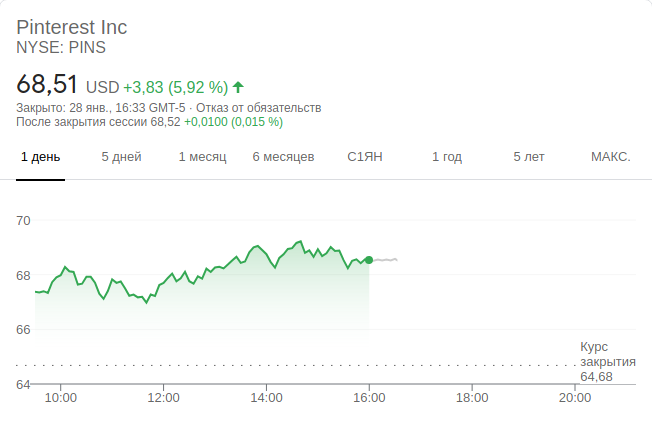 Pinterest Inc
NYSE: PINS
68,51 USD +3,83 (5,92 %)
Закрыто: 28 янв., 16:33 GMT-5 · Отказ от обязательств
После закрытия сессии 68,52 +0,0100 (0,015 %)
1 день 5 дней 1 месяц 6 месяцев С1ЯН 1 год 5 лет МАКС.
70
68
66
Курс
закрытия
64,68
64
10:00 12:00 14:00 16:00 18:00 20:00